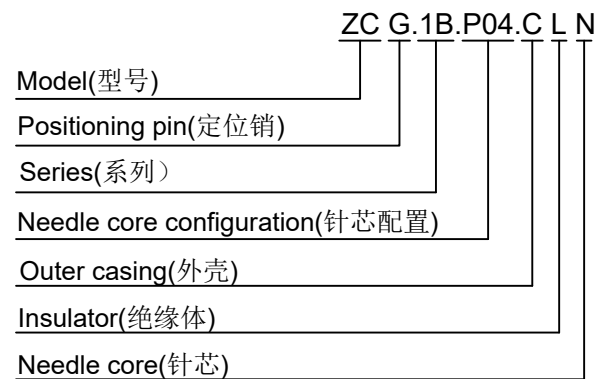 ZC G.1B.P04.C L N
Model(型号)
Positioning pin(定位销)
Series(系列）
Needle core configuration(针芯配置)
Outer casing(外壳)
Insulator(绝缘体)
Needle core(针芯)